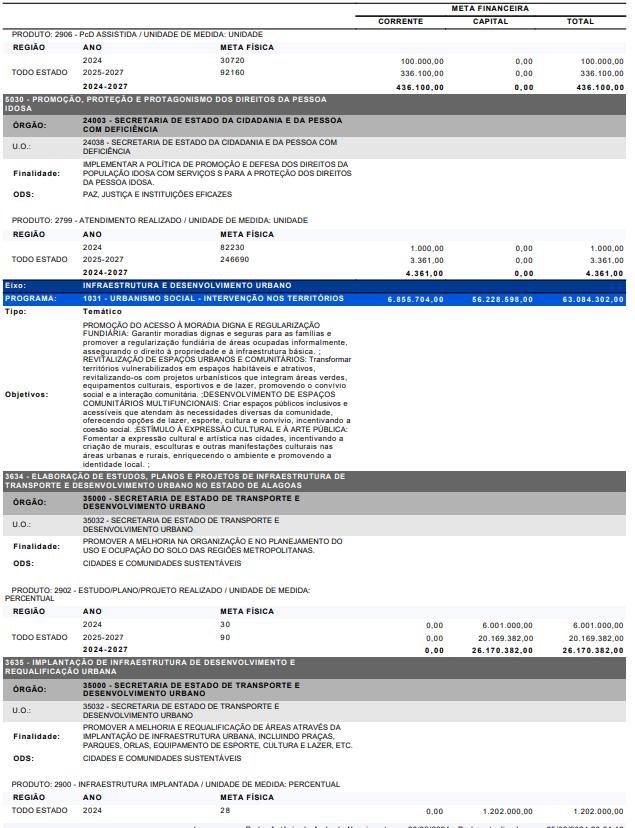 META FINANCEIRA
CORRENTE CAPITAL TOTAL
PRODUTO: 2906 - PcD ASSISTIDA / UNIDADE DE MEDIDA: UNIDADE
REGIÃO ANO META FÍSICA
2024 30720 100.000,00 0,00 100.000,00
TODO ESTADO 2025-2027 92160 336.100,00 0,00 336.100,00
2024-2027 436.100,00 0,00 436.100,00
5030 - PROMOÇÃO, PROTEÇÃO E PROTAGONISMO DOS DIREITOS DA PESSOA
IDOSA
ÓRGÃO: 24003 - SECRETARIA DE ESTADO DA CIDADANIA E DA PESSOA
COM DEFICIÊNCIA
U.O.: 24038 - SECRETARIA DE ESTADO DA CIDADANIA E DA PESSOA COM
DEFICIÊNCIA
Finalidade: IMPLEMENTAR A POLÍTICA DE PROMOÇÃO E DEFESA DOS DIREITOS DA
POPULAÇÃO IDOSA COM SERVIÇOS S PARA A PROTEÇÃO DOS DIREITOS
DA PESSOA IDOSA.
ODS: PAZ, JUSTIÇA E INSTITUIÇÕES EFICAZES
PRODUTO: 2799 - ATENDIMENTO REALIZADO / UNIDADE DE MEDIDA: UNIDADE
REGIÃO ANO META FÍSICA
2024 82230 1.000,00 0,00 1.000,00
TODO ESTADO 2025-2027 246690 3.361,00 0,00 3.361,00
2024-2027 4.361,00 0,00 4.361,00
Eixo: INFRAESTRUTURA E DESENVOLVIMENTO URBANO
PROGRAMA: 1031 - URBANISMO SOCIAL - INTERVENÇÃO NOS TERRITÓRIOS 6.855.704,00 56.228.598,00 63.084.302,00
Tipo: Temático
Objetivos: PROMOÇÃO DO ACESSO À MORADIA DIGNA E REGULARIZAÇÃO
FUNDIÁRIA: Garantir moradias dignas e seguras para as famílias e
promover a regularização fundiária de áreas ocupadas informalmente,
assegurando o direito à propriedade e à infraestrutura básica. ;
REVITALIZAÇÃO DE ESPAÇOS URBANOS E COMUNITÁRIOS: Transformar
territórios vulnerabilizados em espaços habitáveis e atrativos,
revitalizando-os com projetos urbanísticos que integram áreas verdes,
equipamentos culturais, esportivos e de lazer, promovendo o convívio
social e a interação comunitária. ;DESENVOLVIMENTO DE ESPAÇOS
COMUNITÁRIOS MULTIFUNCIONAIS: Criar espaços públicos inclusivos e
acessíveis que atendam às necessidades diversas da comunidade,
oferecendo opções de lazer, esporte, cultura e convívio, incentivando a
coesão social. ;ESTÍMULO À EXPRESSÃO CULTURAL E À ARTE PÚBLICA:
Fomentar a expressão cultural e artística nas cidades, incentivando a
criação de murais, esculturas e outras manifestações culturais nas
áreas urbanas e rurais, enriquecendo o ambiente e promovendo a
identidade local. ;
3634 - ELABORAÇÃO DE ESTUDOS, PLANOS E PROJETOS DE INFRAESTRUTURA DE
TRANSPORTE E DESENVOLVIMENTO URBANO NO ESTADO DE ALAGOAS
ÓRGÃO: 35000 - SECRETARIA DE ESTADO DE TRANSPORTE E
DESENVOLVIMENTO URBANO
U.O.: 35032 - SECRETARIA DE ESTADO DE TRANSPORTE E
DESENVOLVIMENTO URBANO
Finalidade: PROMOVER A MELHORIA NA ORGANIZAÇÃO E NO PLANEJAMENTO DO
USO E OCUPAÇÃO DO SOLO DAS REGIÕES METROPOLITANAS.
ODS: CIDADES E COMUNIDADES SUSTENTÁVEIS
PRODUTO: 2902 - ESTUDO/PLANO/PROJETO REALIZADO / UNIDADE DE MEDIDA:
PERCENTUAL
REGIÃO ANO META FÍSICA
2024 30 0,00 6.001.000,00 6.001.000,00
TODO ESTADO 2025-2027 90 0,00 20.169.382,00 20.169.382,00
2024-2027 0,00 26.170.382,00 26.170.382,00
3635 - IMPLANTAÇÃO DE INFRAESTRUTURA DE DESENVOLVIMENTO E
REQUALIFICAÇÃO URBANA
ÓRGÃO: 35000 - SECRETARIA DE ESTADO DE TRANSPORTE E
DESENVOLVIMENTO URBANO
U.O.: 35032 - SECRETARIA DE ESTADO DE TRANSPORTE E
DESENVOLVIMENTO URBANO
Finalidade: PROMOVER A MELHORIA E REQUALIFICAÇÃO DE ÁREAS ATRAVÉS DA
IMPLANTAÇÃO DE INFRAESTRUTURA URBANA, INCLUINDO PRAÇAS,
PARQUES, ORLAS, EQUIPAMENTO DE ESPORTE, CULTURA E LAZER, ETC.
ODS: CIDADES E COMUNIDADES SUSTENTÁVEIS
PRODUTO: 2900 - INFRAESTRUTURA IMPLANTADA / UNIDADE DE MEDIDA: PERCENTUAL
REGIÃO ANO META FÍSICA
TODO ESTADO 2024 28 0,00 1.202.000,00 1.202.000,00